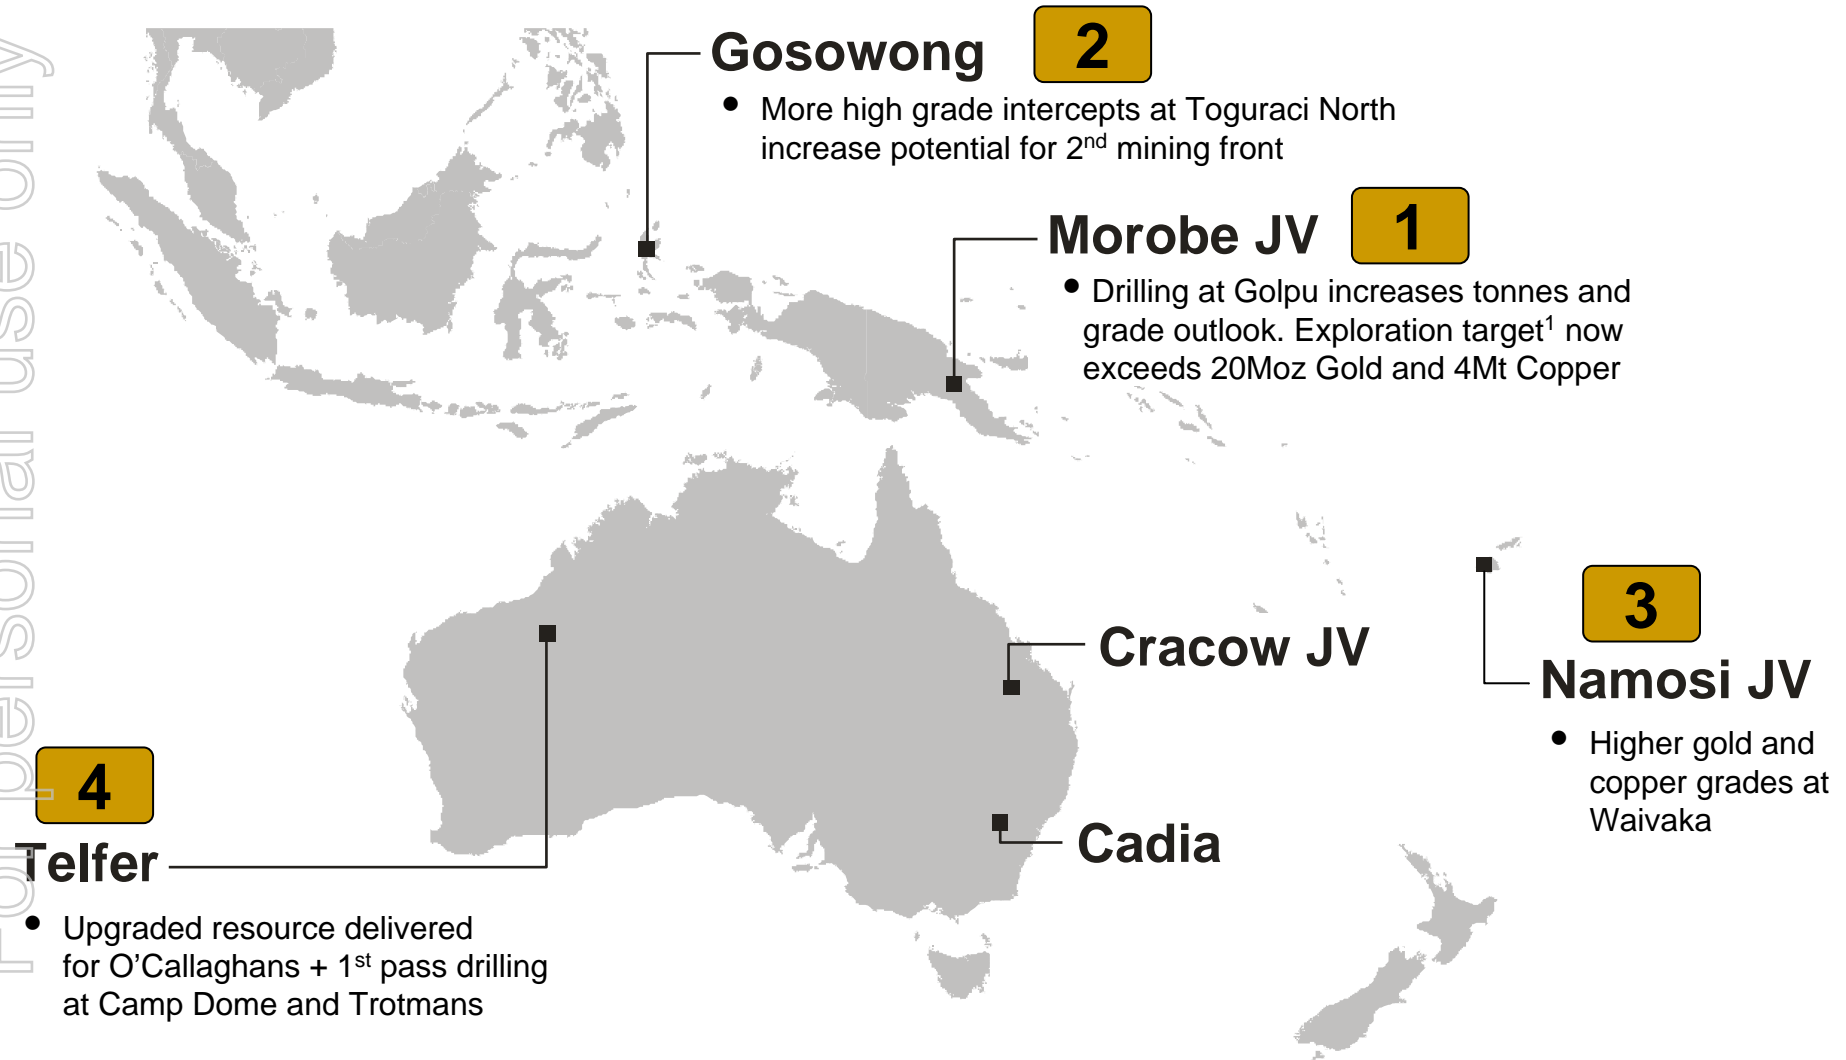 For personal use only
Gosowong
2
• More high grade intercepts at Toguraci North
increase potential for 2nd mining front
Morobe JV
1
• Drilling at Golpu increases tonnes and
grade outlook. Exploration target1 now
exceeds 20Moz Gold and 4Mt Copper
3
Namosi JV
• Higher gold and
copper grades at
Waivaka
Cracow JV
Cadia
4
Telfer
• Upgraded resource delivered
for O'Callaghans + 1st pass drilling
at Camp Dome and Trotmans